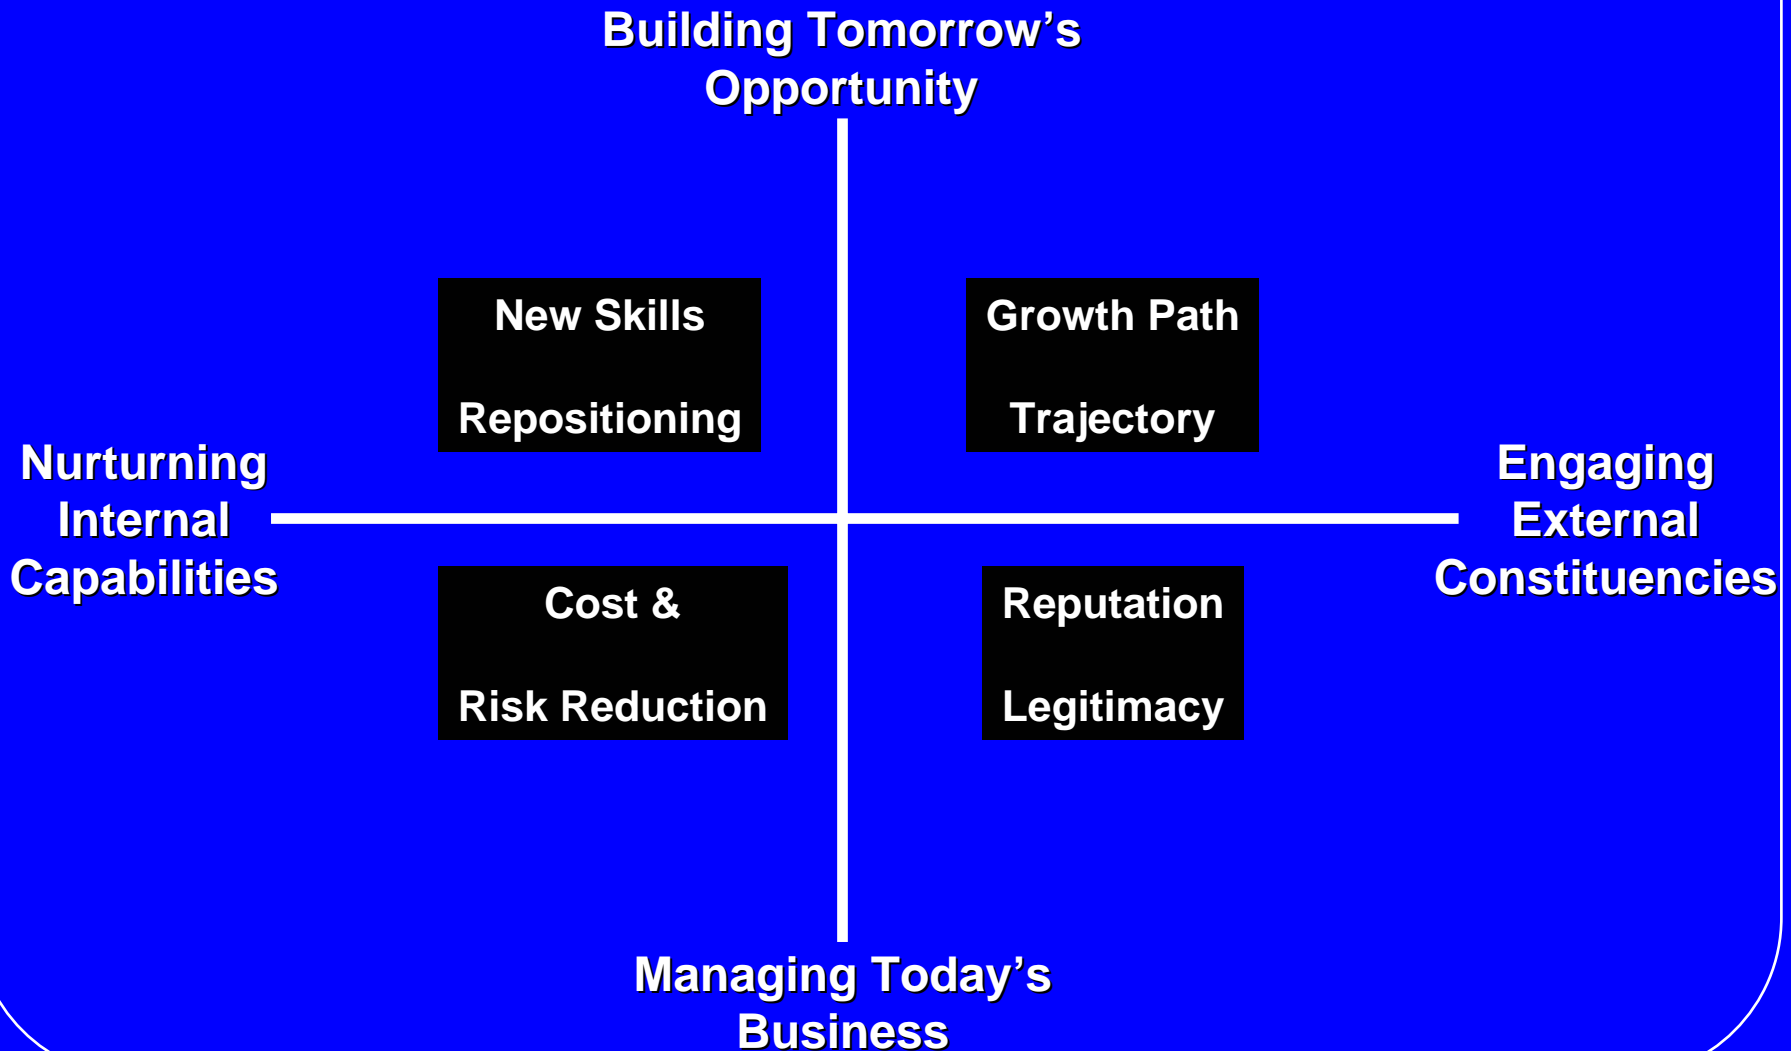 Building Tomorrow’s
Opportunity
New Skills
Repositioning
Growth Path
Trajectory
Nurturning
Internal
Capabilities
Engaging
External
Constituencies
Cost &
Risk Reduction
Reputation
Legitimacy
Managing Today’s
Business